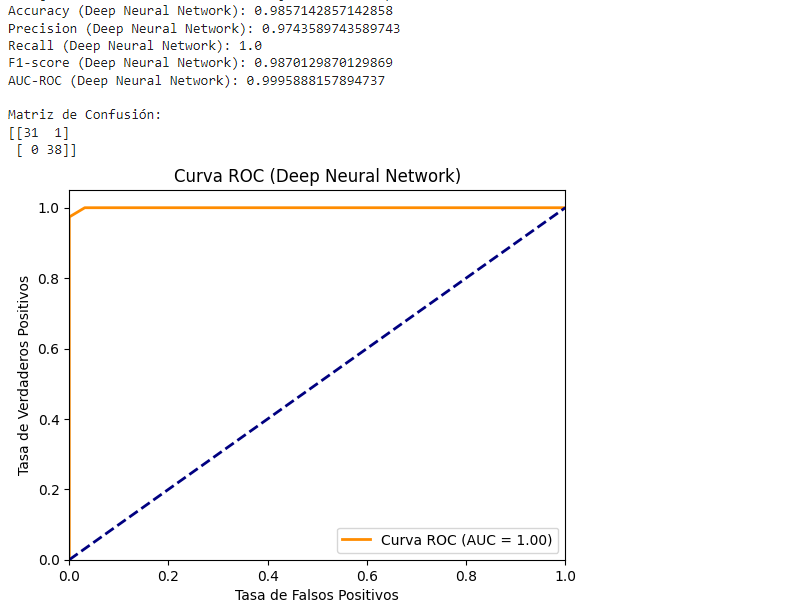 Accuracy (Deep Neural Network): 0.9857142857142858
Precision (Deep Neural Network): 0.9743589743589743
Recall (Deep Neural Network): 1.0
F1-score (Deep Neural Network): 0.9870129870129869
AUC-ROC (Deep Neural Network): 0.9995888157894737
Matriz de Confusión:
[[31  1]
 [ 0 38]]
Curva ROC (Deep Neural Network)
1.0
0.8
0.6
0.4
0.2
0.0
Tasa de Verdaderos Positivos
Curva ROC (AUC = 1.00)
0.0 0.2 0.4 0.6 0.8 1.0
Tasa de Falsos Positivos